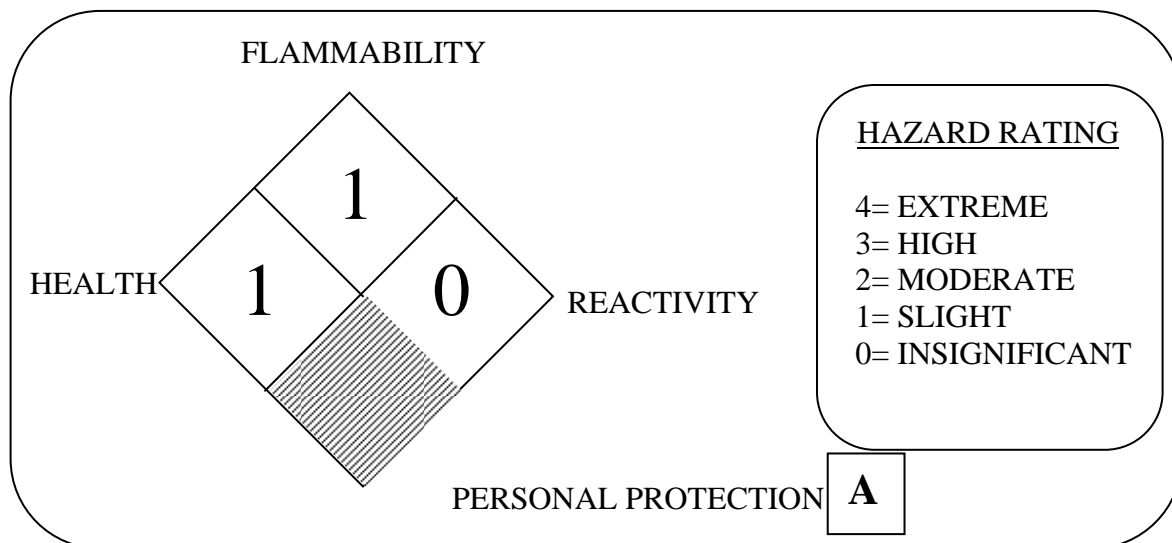 FLAMMABILITY
1
HEALTH
1
0
REACTIVITY
HAZARD RATING
4= EXTREME
3= HIGH
2= MODERATE
1= SLIGHT
0= INSIGNIFICANT
PERSONAL PROTECTION
A